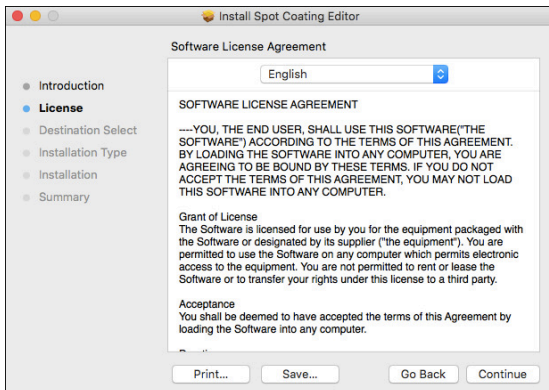 Install Spot Coating Editor
Software License Agreement
English
Introduction
License
Destination Select
Installation Type
Installation
Summary
SOFTWARE LICENSE AGREEMENT
----YOU, THE END USER, SHALL USE THIS SOFTWARE("THE
SOFTWARE") ACCORDING TO THE TERMS OF THIS AGREEMENT.
BY LOADING THE SOFTWARE INTO ANY COMPUTER, YOU ARE
AGREEING TO BE BOUND BY THESE TERMS. IF YOU DO NOT
ACCEPT THE TERMS OF THIS AGREEMENT, YOU MAY NOT LOAD
THIS SOFTWARE INTO ANY COMPUTER.
Grant of License
The Software is licensed for use by you for the equipment packaged with
the Software or designated by its supplier ("the equipment"). You are
permitted to use the Software on any computer which permits electronic
access to the equipment. You are not permitted to rent or lease the
Software or to transfer your rights under this license to a third party.
Acceptance
You shall be deemed to have accepted the terms of this Agreement by
loading the Software into any computer.
Print...
Save...
Go Back
Continue